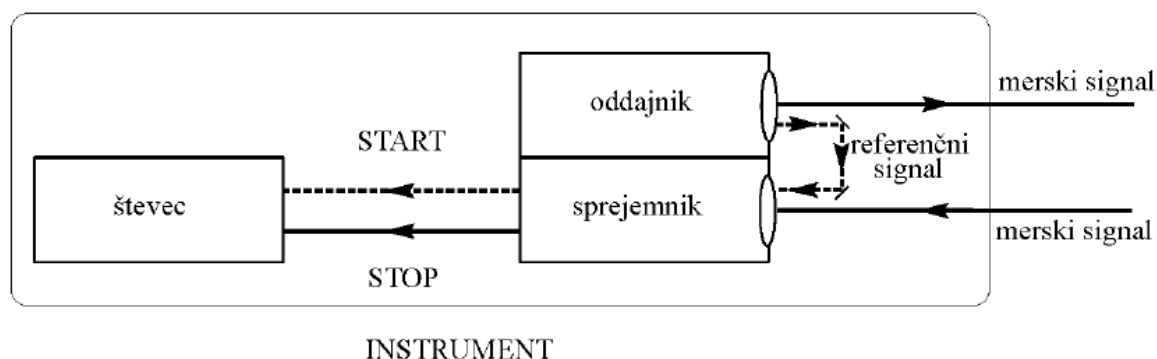 oddajnik
merski signal
START
referenčni
signal
števec
sprejemnik
merski signal
STOP
INSTRUMENT